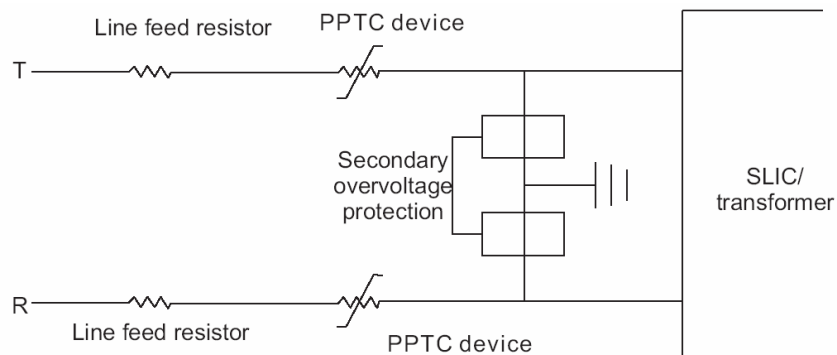 Line feed resistor
PPTC device
T
Secondary
overvoltage
protection
SLIC/
transformer
R
Line feed resistor
PPTC device